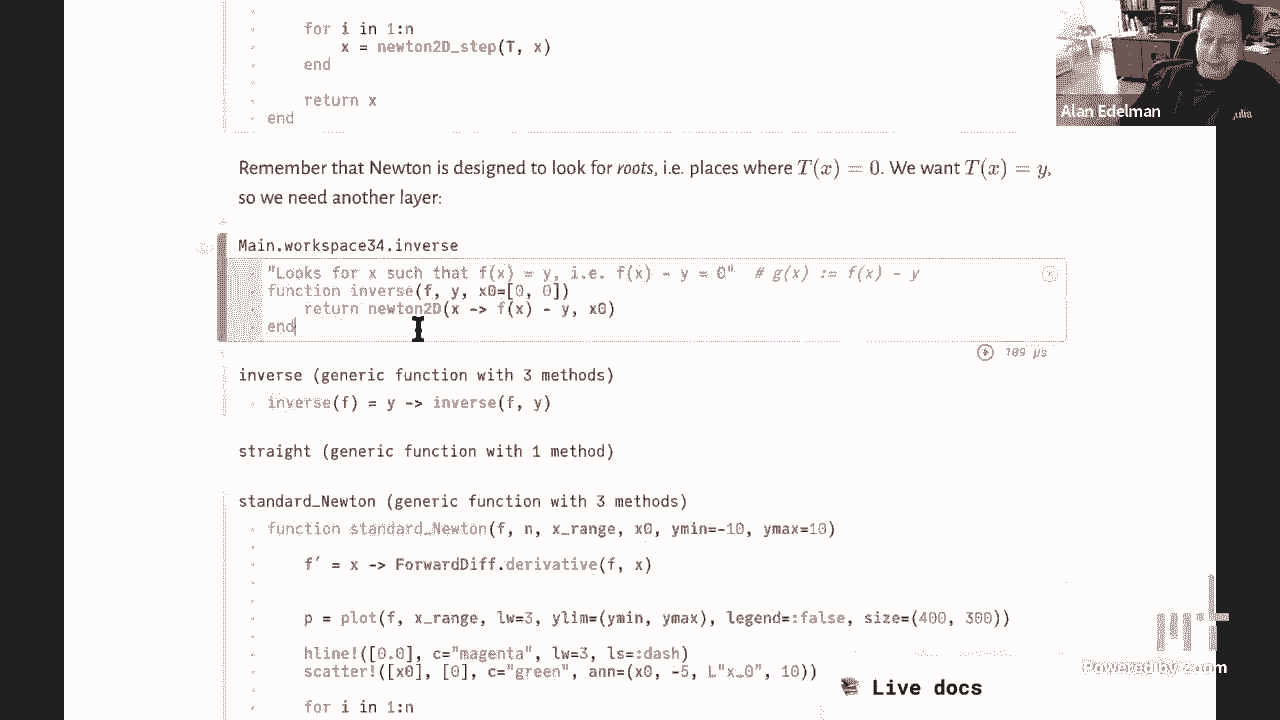 for i in 1:n
x = newton2D_step(T, x)
end
return x
end
Alan Edelman
ulia
Remember that Newton is designed to look for roots, i.e. places where T(x) = 0. We want T(x) = y,
so we need another layer:
Main.workspace34.inverse
"Looks for x such that f(x) = y, i.e. f(x) - y = 0" # g(x) := f(x) - y
function inverse(f, y, x0=[0, 0])
return newton2D(x -> f(x) - y, x0)
end
109 μs
inverse (generic function with 3 methods)
inverse(f) = y -> inverse(f, y)
straight (generic function with 1 method)
standard_Newton (generic function with 3 methods)
function standard_Newton(f, n, x_range, x0, ymin=-10, ymax=10)
f′ = x -> ForwardDiff.derivative(f, x)
p = plot(f, x_range, lw=3, ylim=(ymin, ymax), legend=:false, size=(400, 300))
hline!([0.0], c="magenta", lw=3, ls=:dash)
scatter!([x0], [0], c="green", ann=(x0, -5, L"x_0", 10))
Powered by Zoom
Live docs
for i in 1:n